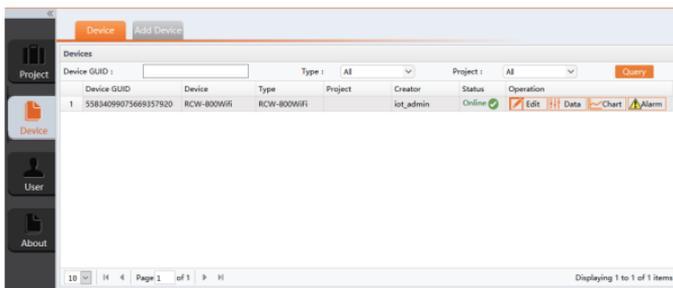 «
Device Add Device
Project
Device
User
About
Devices
Device GUID : Type : All Project : All Query
Device GUID Device Type Project Creator Status Operation
1 55834099075669357920 RCW-800Wifi RCW-800WiFi iot_admin Online Edit Data Chart Alarm
10 Page 1 of 1 Displaying 1 to 1 of 1 items